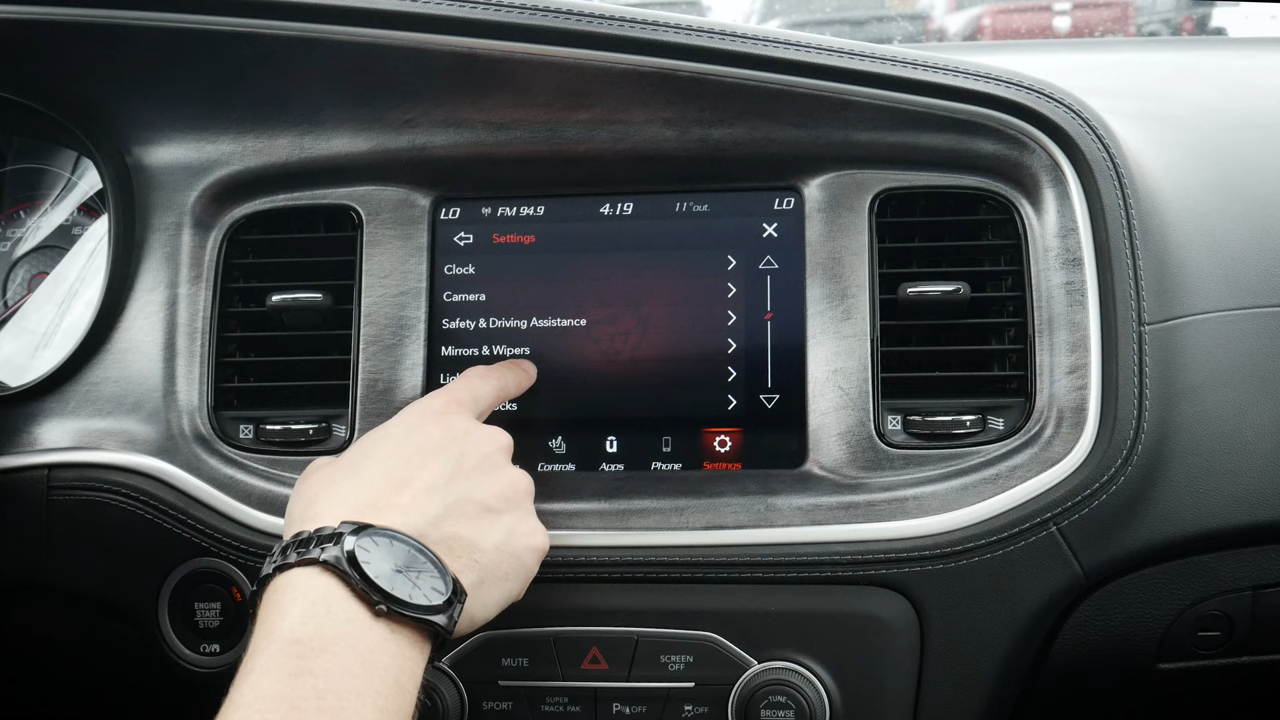 LO FM 94.9 4:19 11°out. LO
Settings
Clock
Camera
Safety & Driving Assistance
Mirrors & Wipers
Controls Apps Phone Settings
ENGINE
START
STOP
MUTE
SCREEN
OFF
SPORT
SUPER
TRACK PAK
P OFF
OFF
TUNE
BROWSE